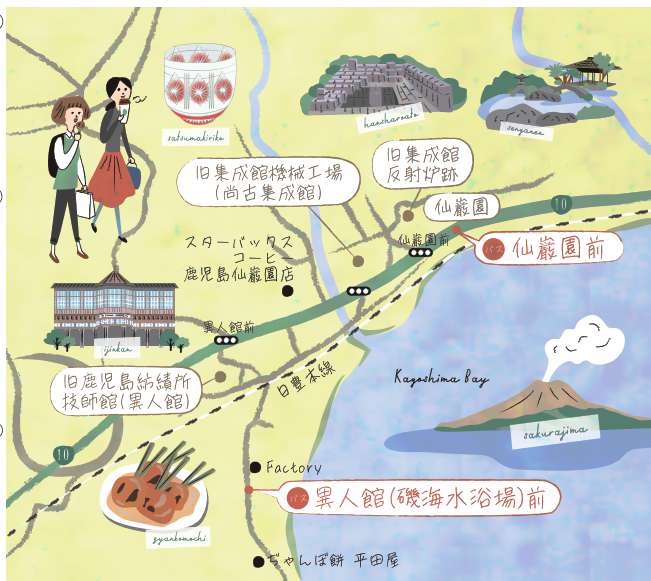 satsumakiriko
hansharoato
senganen
旧集成館機械工場
(尚古集成館)
旧集成館
反射炉跡
仙巌園
10
スターバックス
コーヒー
鹿児島仙巌園店
仙巌園前
バス 仙巌園前
異人館前
ijinkan
旧鹿児島紡績所
技師館(異人館)
日豊本線
Kagoshima Bay
sakurajima
10
Factory
バス 異人館(磯海水浴場)前
gyanbomochi
ぢゃんぼ餅 平田屋